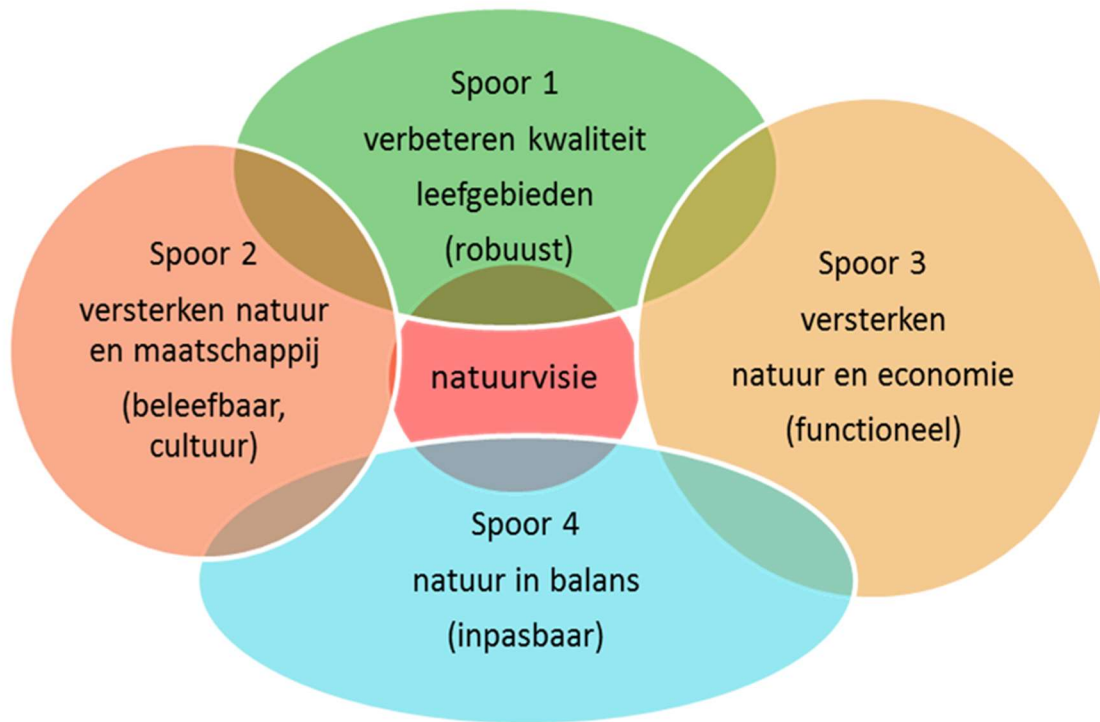 Spoor 1
verbeteren kwaliteit
leefgebieden
(robuust)
Spoor 2
versterken natuur
en maatschappij
(beleefbaar,
cultuur)
natuurvisie
Spoor 3
versterken
natuur en economie
(functioneel)
Spoor 4
natuur in balans
(inpasbaar)